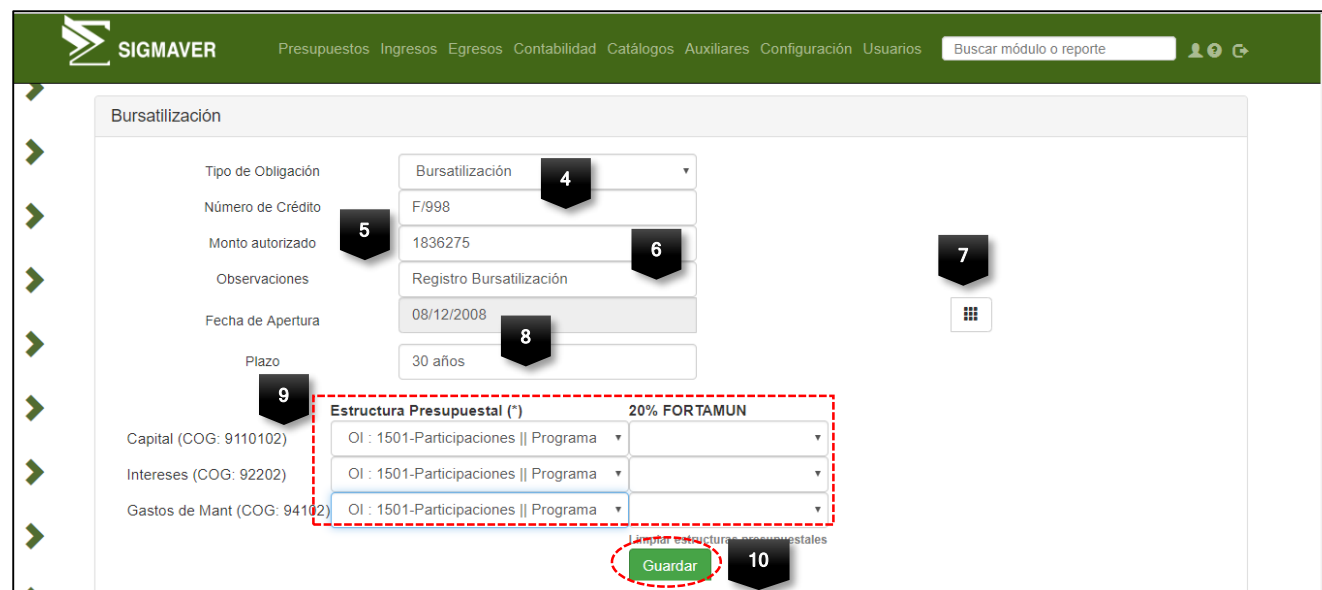 SIGMAVER Presupuestos Ingresos Egresos Contabilidad Catálogos Auxiliares Configuración Usuarios Buscar módulo o reporte
Bursatilización
Tipo de Obligación Bursatilización 4
Número de Crédito F/998
5
Monto autorizado 1836275 6 7
Observaciones Registro Bursatilización
Fecha de Apertura 08/12/2008
8
Plazo 30 años
9
Estructura Presupuestal (*) 20% FORTAMUN
Capital (COG: 9110102) OI : 1501-Participaciones || Programa
Intereses (COG: 92202) OI : 1501-Participaciones || Programa
Gastos de Mant (COG: 94102) OI : 1501-Participaciones || Programa
Limpiar estructuras presupuestales
Guardar 10